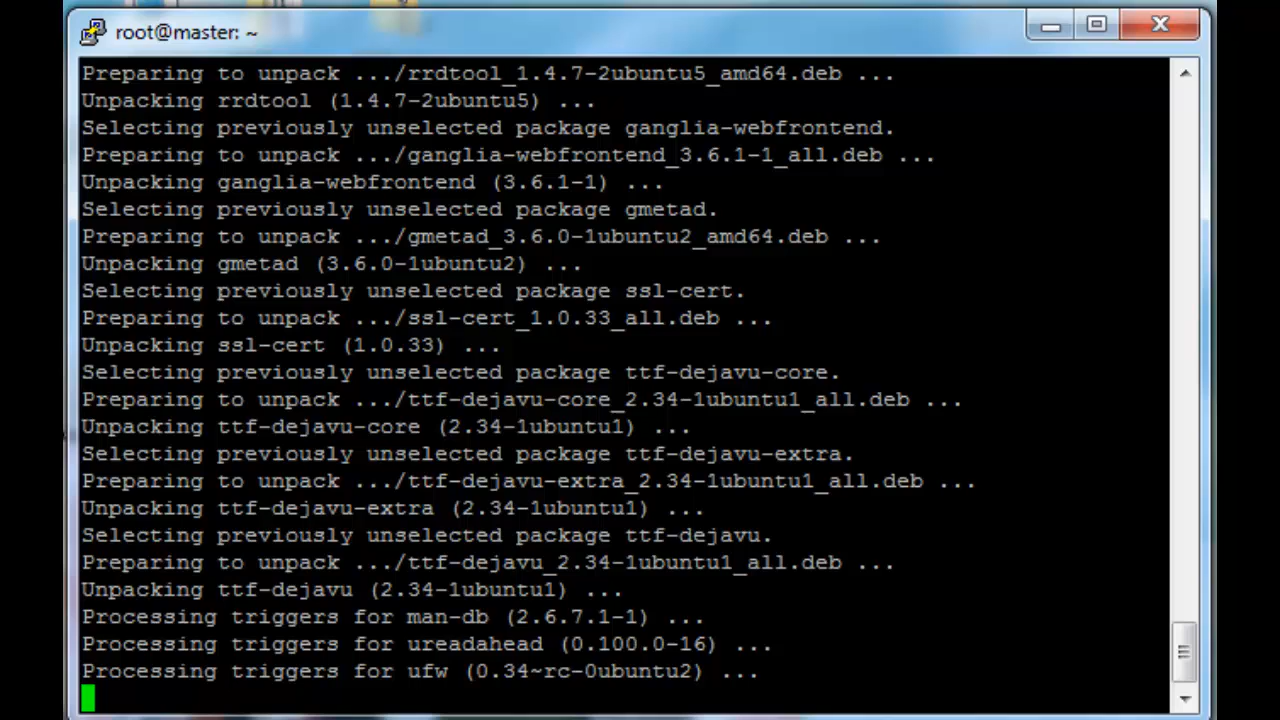 root@master: ~
Preparing to unpack .../rrdtool_1.4.7-2ubuntu5_amd64.deb ...
Unpacking rrdtool (1.4.7-2ubuntu5) ...
Selecting previously unselected package ganglia-webfrontend.
Preparing to unpack .../ganglia-webfrontend_3.6.1-1_all.deb ...
Unpacking ganglia-webfrontend (3.6.1-1) ...
Selecting previously unselected package gmetad.
Preparing to unpack .../gmetad_3.6.0-1ubuntu2_amd64.deb ...
Unpacking gmetad (3.6.0-1ubuntu2) ...
Selecting previously unselected package ssl-cert.
Preparing to unpack .../ssl-cert_1.0.33_all.deb ...
Unpacking ssl-cert (1.0.33) ...
Selecting previously unselected package ttf-dejavu-core.
Preparing to unpack .../ttf-dejavu-core_2.34-1ubuntu1_all.deb ...
Unpacking ttf-dejavu-core (2.34-1ubuntu1) ...
Selecting previously unselected package ttf-dejavu-extra.
Preparing to unpack .../ttf-dejavu-extra_2.34-1ubuntu1_all.deb ...
Unpacking ttf-dejavu-extra (2.34-1ubuntu1) ...
Selecting previously unselected package ttf-dejavu.
Preparing to unpack .../ttf-dejavu_2.34-1ubuntu1_all.deb ...
Unpacking ttf-dejavu (2.34-1ubuntu1) ...
Processing triggers for man-db (2.6.7.1-1) ...
Processing triggers for ureadahead (0.100.0-16) ...
Processing triggers for ufw (0.34~rc-0ubuntu2) ...